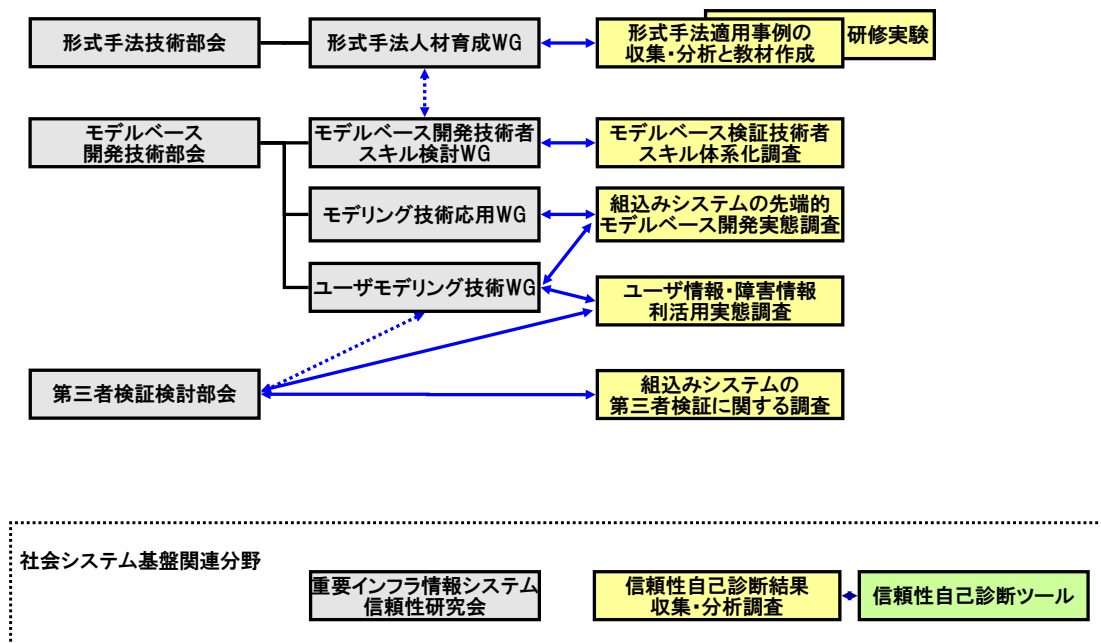 形式手法技術部会
形式手法人材育成WG
形式手法適用事例の
収集・分析と教材作成
研修実験
モデルベース
開発技術部会
モデルベース開発技術者
スキル検討WG
モデルベース検証技術者
スキル体系化調査
モデリング技術応用WG
組込みシステムの先端的
モデルベース開発実態調査
ユーザモデリング技術WG
ユーザ情報・障害情報
利活用実態調査
第三者検証検討部会
組込みシステムの
第三者検証に関する調査
社会システム基盤関連分野
重要インフラ情報システム
信頼性研究会
信頼性自己診断結果
収集・分析調査
信頼性自己診断ツール